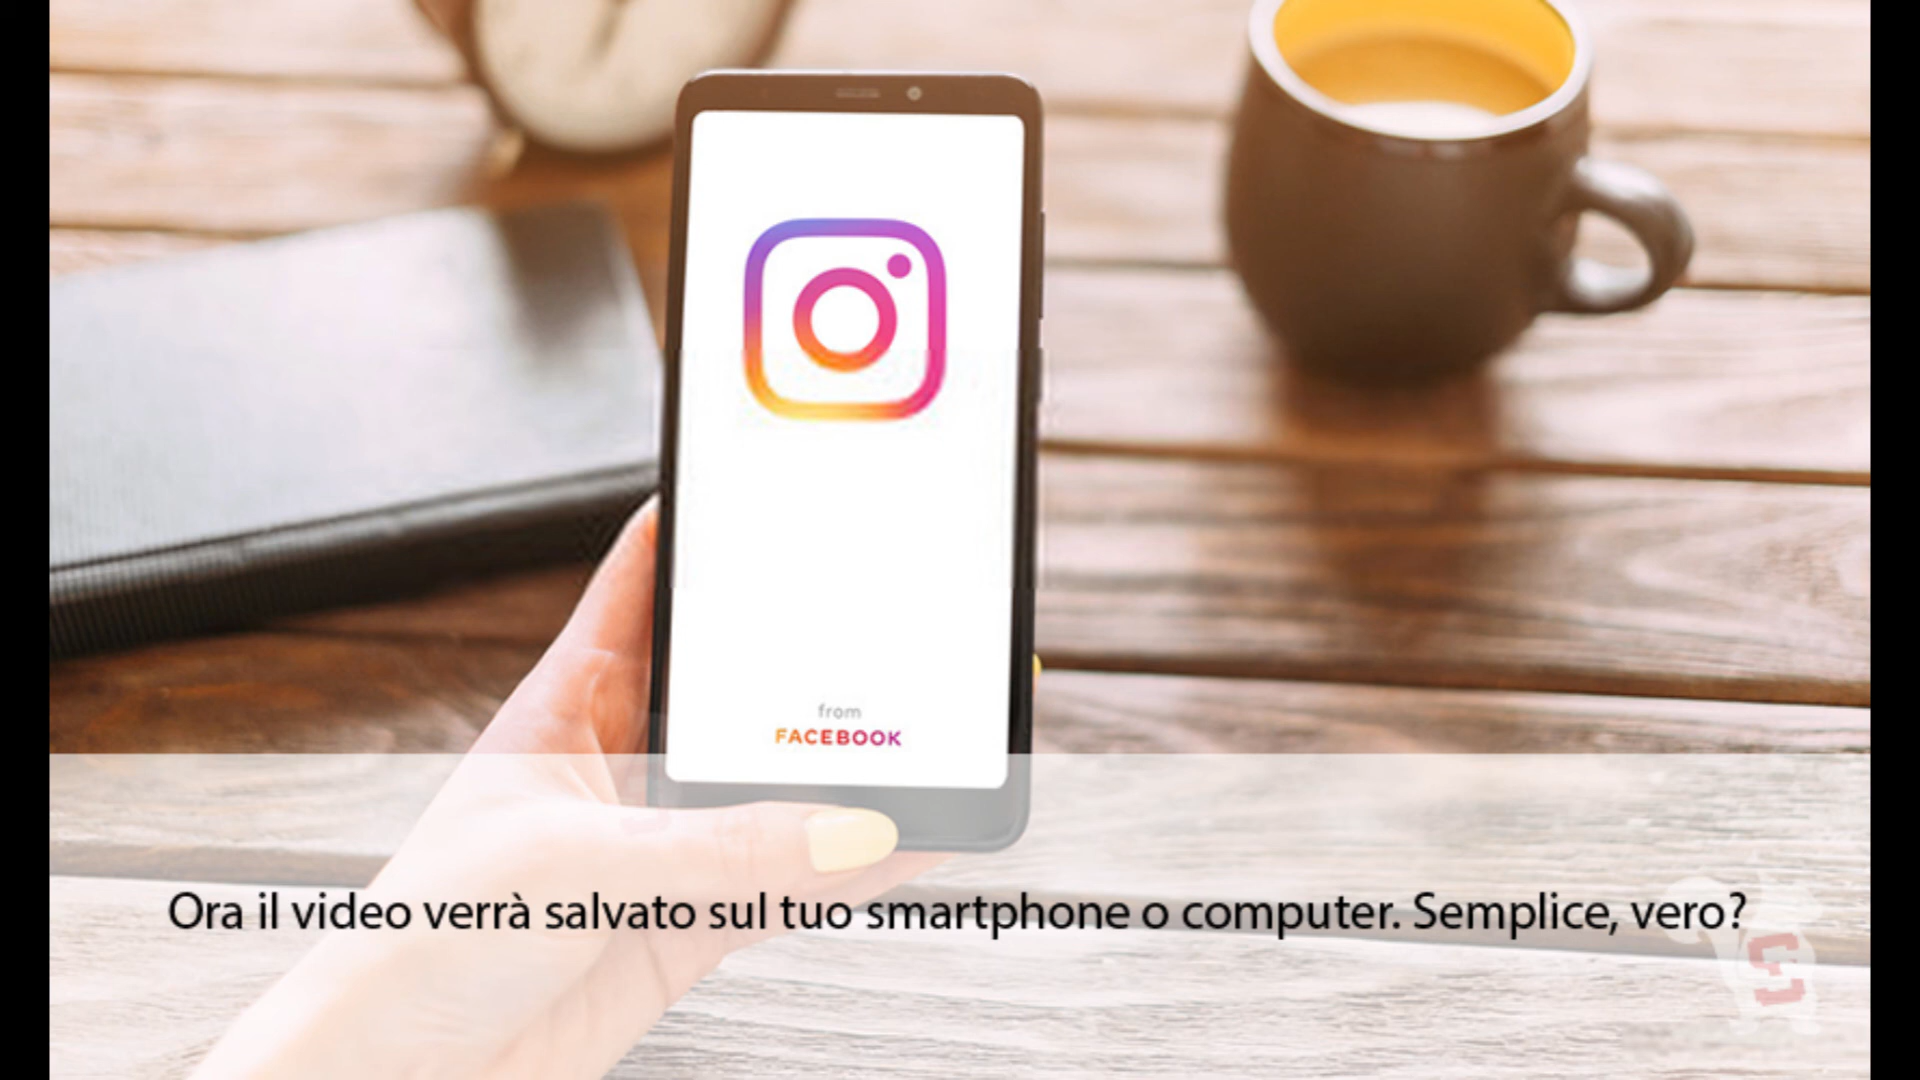 from
FACEBOOK
Ora il video verrà salvato sul tuo smartphone o computer. Semplice, vero?